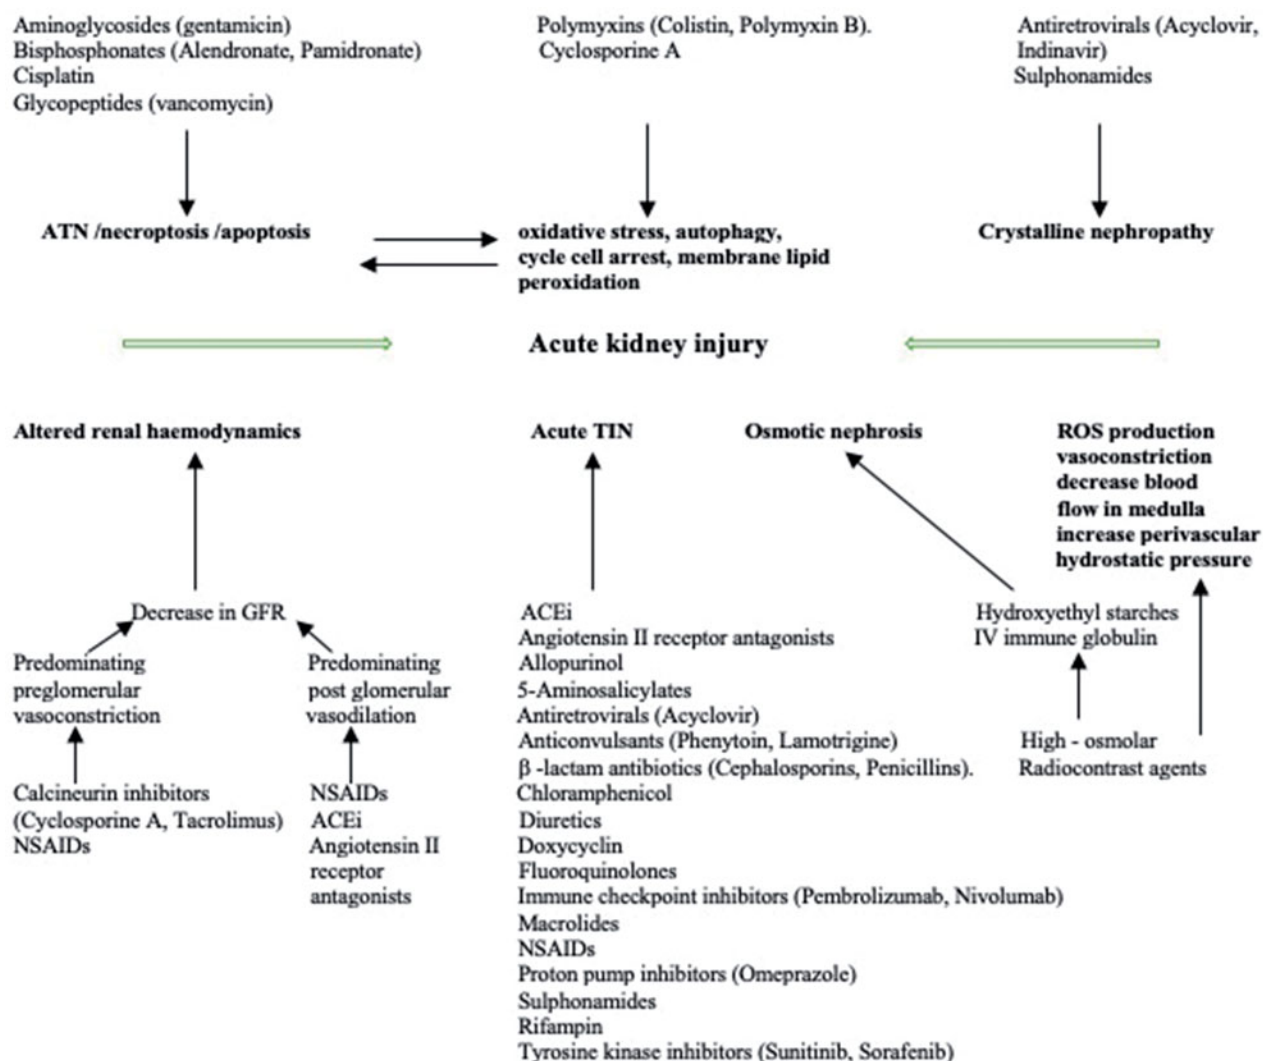 Aminoglycosides (gentamicin)
Bisphosphonates (Alendronate, Pamidronate)
Cisplatin
Glycopeptides (vancomycin)
Polymyxins (Colistin, Polymyxin B).
Cyclosporine A
Antiretrovirals (Acyclovir,
Indinavir)
Sulphonamides
ATN /necroptosis /apoptosis
oxidative stress, autophagy,
cycle cell arrest, membrane lipid
peroxidation
Crystalline nephropathy
Acute kidney injury
Altered renal haemodynamics
Acute TIN
Osmotic nephrosis
ROS production
vasoconstriction
decrease blood
flow in medulla
increase perivascular
hydrostatic pressure
Decrease in GFR
Predominating
preglomerular
vasoconstriction
Predominating
post glomerular
vasodilation
Calcineurin inhibitors
(Cyclosporine A, Tacrolimus)
NSAIDs
NSAIDs
ACEi
Angiotensin II
receptor
antagonists
ACEi
Angiotensin II receptor antagonists
Allopurinol
5-Aminosalicylates
Antiretrovirals (Acyclovir)
Anticonvulsants (Phenytoin, Lamotrigine)
β -lactam antibiotics (Cephalosporins, Penicillins).
Chloramphenicol
Diuretics
Doxycyclin
Fluoroquinolones
Immune checkpoint inhibitors (Pembrolizumab, Nivolumab)
Macrolides
NSAIDs
Proton pump inhibitors (Omeprazole)
Sulphonamides
Rifampin
Tyrosine kinase inhibitors (Sunitinib, Sorafenib)
Hydroxyethyl starches
IV immune globulin
High - osmolar
Radiocontrast agents